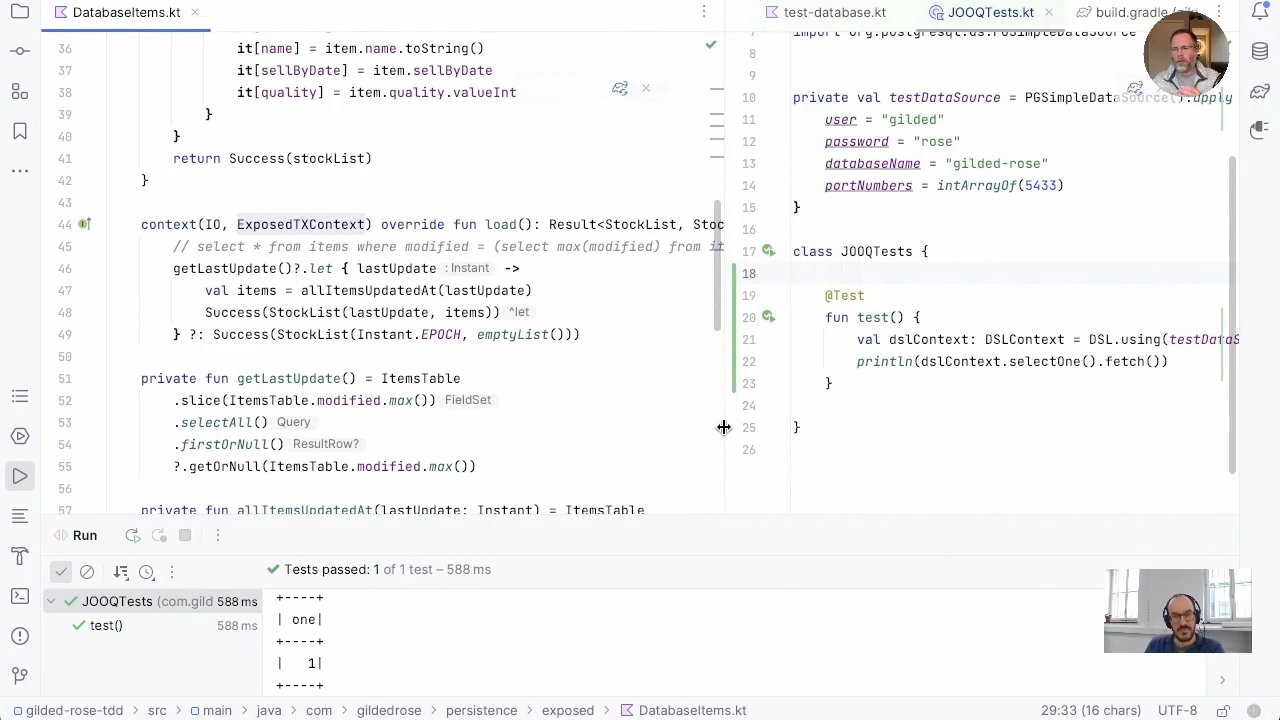 DatabaseItems.kt
36 it[name] = item.name.toString()
37 it[sellByDate] = item.sellByDate
38 it[quality] = item.quality.valueInt
39 }
40 }
41 return Success(stockList)
42 }
43
44 context(IO, ExposedTXContext) override fun load(): Result<StockList, Stoc
45 // select * from items where modified = (select max(modified) from it
46 getLastUpdate()?.let { lastUpdate : Instant ->
47 val items = allItemsUpdatedAt(lastUpdate)
48 Success(StockList(lastUpdate, items)) ^let
49 } ?: Success(StockList(Instant.EPOCH, emptyList()))
50
51 private fun getLastUpdate() = ItemsTable
52 .slice(ItemsTable.modified.max()) FieldSet
53 .selectAll() Query
54 .firstOrNull() ResultRow?
55 ?.getOrNull(ItemsTable.modified.max())
56
57 private fun allItemsUpdatedAt(lastUpdate: Instant) = ItemsTable
test-database.kt JOOQTests.kt build.gradle (gild
7 import org.postgresql.ds.PGSimpleDataSource
8
9
10 private val testDataSource = PGSimpleDataSource().apply
11 user = "gilded"
12 password = "rose"
13 databaseName = "gilded-rose"
14 portNumbers = intArrayOf(5433)
15 }
16
17 class JOOQTests {
18
19 @Test
20 fun test() {
21 val dslContext: DSLContext = DSL.using(testDataS
22 println(dslContext.selectOne().fetch())
23 }
24
25 }
26
Run
Tests passed: 1 of 1 test – 588 ms
JOOQTests (com.gild 588 ms
test() 588 ms
+----+
| one|
+----+
|   1|
+----+
gilded-rose-tdd > src > main > java > com > gildedrose > persistence > exposed > DatabaseItems.kt 29:33 (16 chars) UTF-8